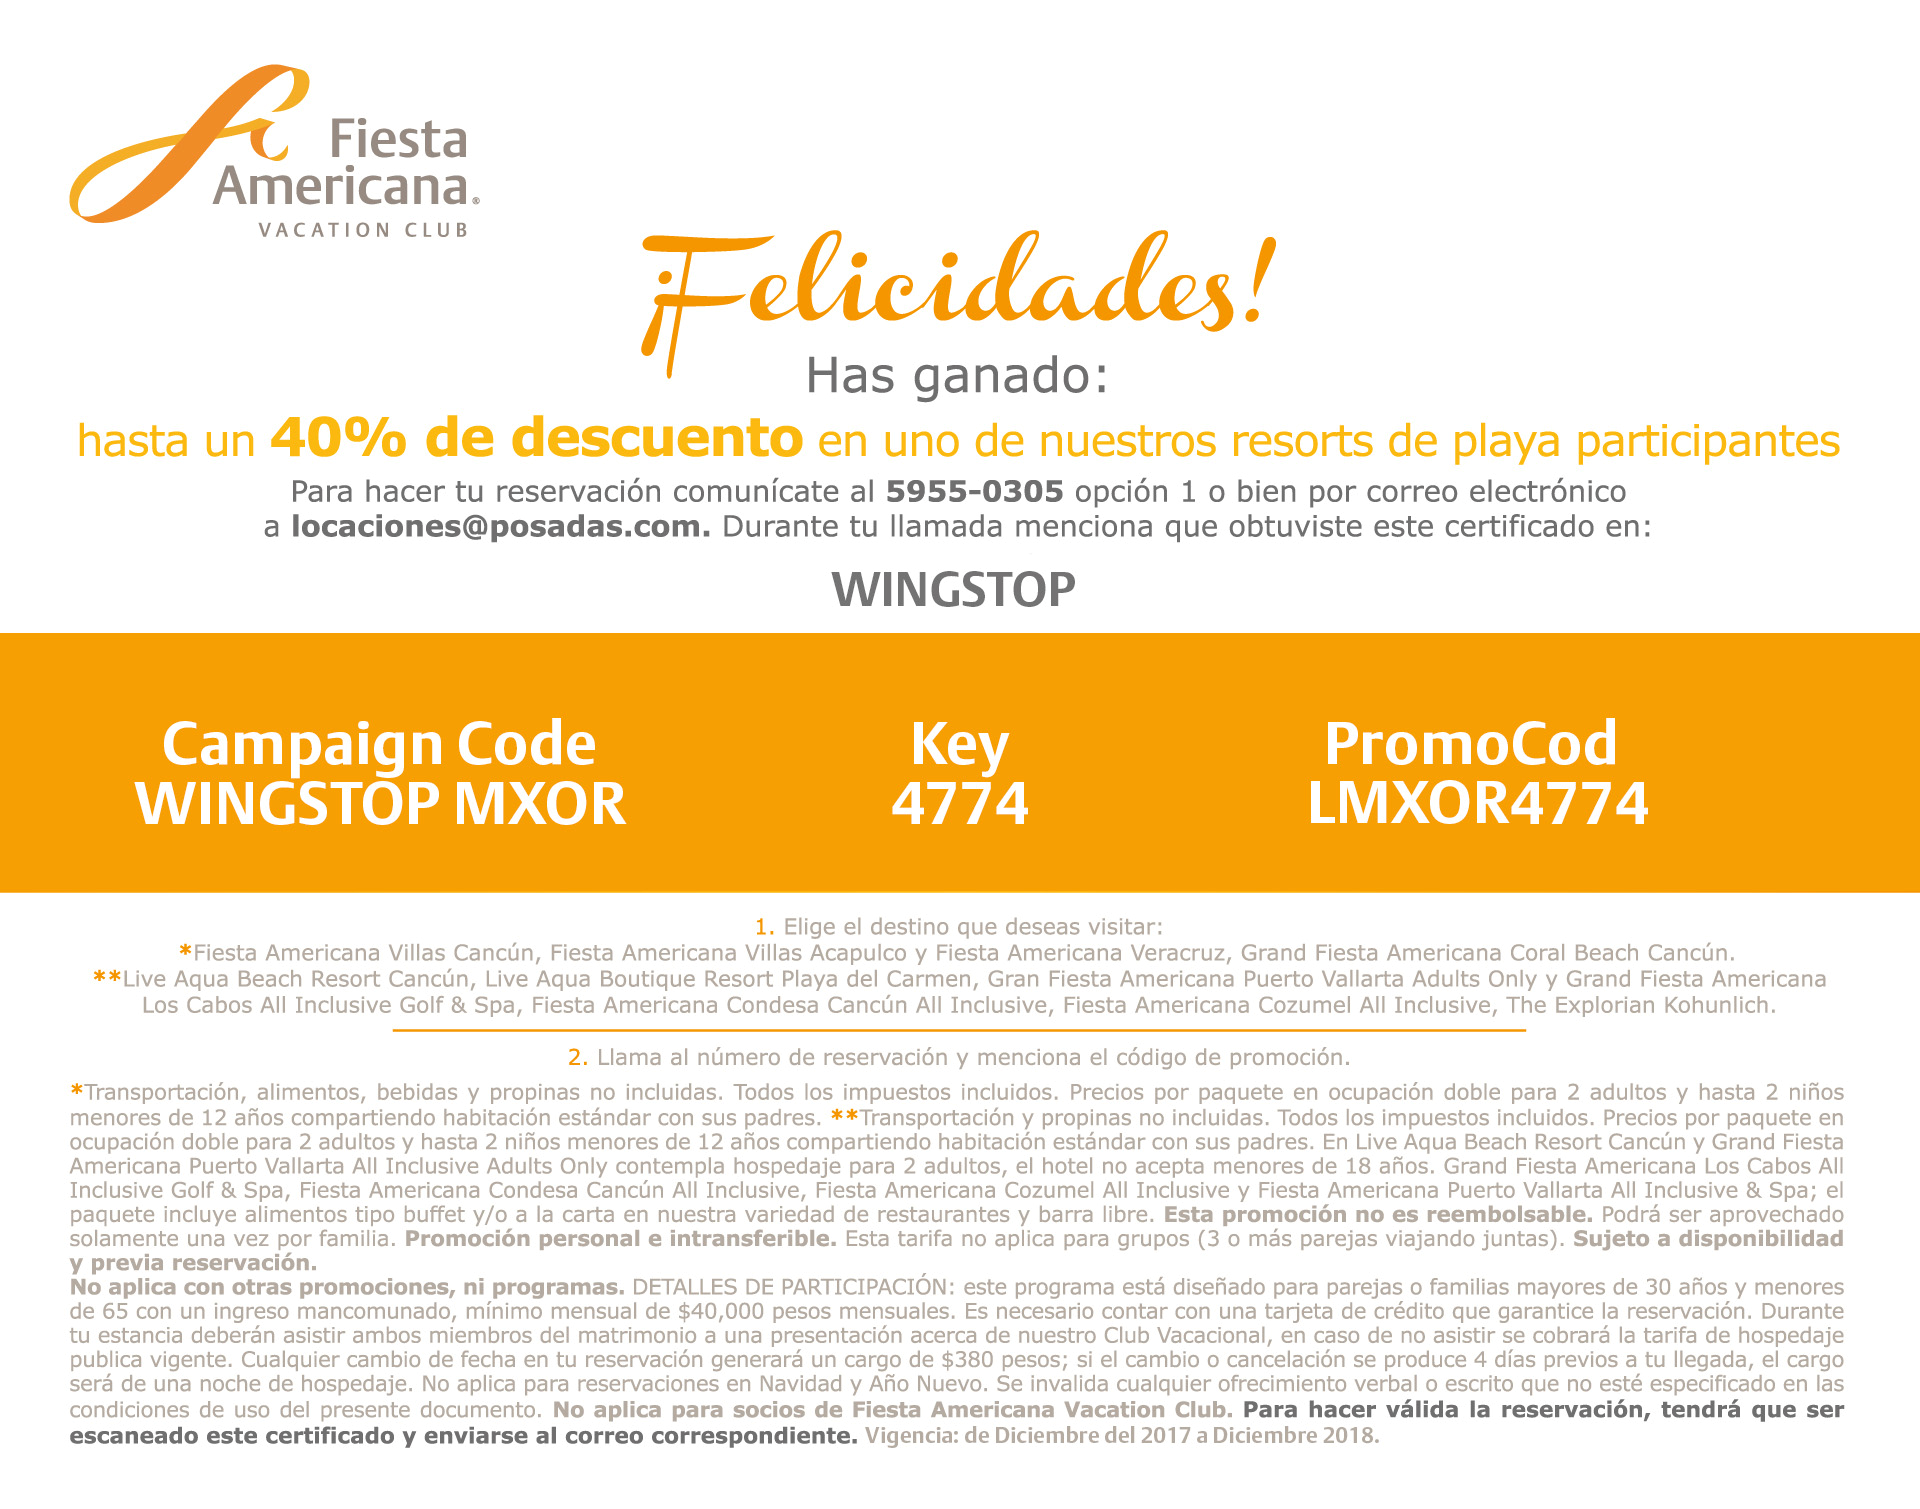 Fiesta
Americana®
VACATION CLUB
¡Felicidades!
Has ganado:
hasta un 40% de descuento en uno de nuestros resorts de playa participantes
Para hacer tu reservación comunícate al 5955-0305 opción 1 o bien por correo electrónico
a locaciones@posadas.com. Durante tu llamada menciona que obtuviste este certificado en:
WINGSTOP
Campaign Code
WINGSTOP MXOR
Key
4774
PromoCod
LMXOR4774
1. Elige el destino que deseas visitar:
*Fiesta Americana Villas Cancún, Fiesta Americana Villas Acapulco y Fiesta Americana Veracruz, Grand Fiesta Americana Coral Beach Cancún.
**Live Aqua Beach Resort Cancún, Live Aqua Boutique Resort Playa del Carmen, Gran Fiesta Americana Puerto Vallarta Adults Only y Grand Fiesta Americana
Los Cabos All Inclusive Golf & Spa, Fiesta Americana Condesa Cancún All Inclusive, Fiesta Americana Cozumel All Inclusive, The Explorian Kohunlich.
2. Llama al número de reservación y menciona el código de promoción.
*Transportación, alimentos, bebidas y propinas no incluidas. Todos los impuestos incluidos. Precios por paquete en ocupación doble para 2 adultos y hasta 2 niños
menores de 12 años compartiendo habitación estándar con sus padres. **Transportación y propinas no incluidas. Todos los impuestos incluidos. Precios por paquete en
ocupación doble para 2 adultos y hasta 2 niños menores de 12 años compartiendo habitación estándar con sus padres. En Live Aqua Beach Resort Cancún y Grand Fiesta
Americana Puerto Vallarta All Inclusive Adults Only contempla hospedaje para 2 adultos, el hotel no acepta menores de 18 años. Grand Fiesta Americana Los Cabos All
Inclusive Golf & Spa, Fiesta Americana Condesa Cancún All Inclusive, Fiesta Americana Cozumel All Inclusive y Fiesta Americana Puerto Vallarta All Inclusive & Spa; el
paquete incluye alimentos tipo buffet y/o a la carta en nuestra variedad de restaurantes y barra libre. Esta promoción no es reembolsable. Podrá ser aprovechado
solamente una vez por familia. Promoción personal e intransferible. Esta tarifa no aplica para grupos (3 o más parejas viajando juntas). Sujeto a disponibilidad
y previa reservación.
No aplica con otras promociones, ni programas. DETALLES DE PARTICIPACIÓN: este programa está diseñado para parejas o familias mayores de 30 años y menores
de 65 con un ingreso mancomunado, mínimo mensual de $40,000 pesos mensuales. Es necesario contar con una tarjeta de crédito que garantice la reservación. Durante
tu estancia deberán asistir ambos miembros del matrimonio a una presentación acerca de nuestro Club Vacacional, en caso de no asistir se cobrará la tarifa de hospedaje
publica vigente. Cualquier cambio de fecha en tu reservación generará un cargo de $380 pesos; si el cambio o cancelación se produce 4 días previos a tu llegada, el cargo
será de una noche de hospedaje. No aplica para reservaciones en Navidad y Año Nuevo. Se invalida cualquier ofrecimiento verbal o escrito que no esté especificado en las
condiciones de uso del presente documento. No aplica para socios de Fiesta Americana Vacation Club. Para hacer válida la reservación, tendrá que ser
escaneado este certificado y enviarse al correo correspondiente. Vigencia: de Diciembre del 2017 a Diciembre 2018.